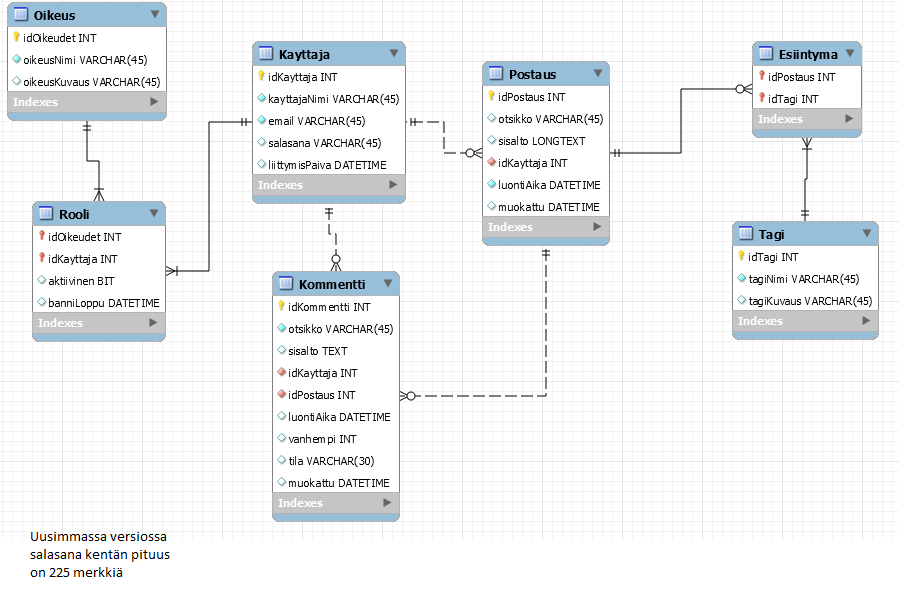 Oikeus
idOikeudet INT
oikeusNimi VARCHAR(45)
oikeusKuvaus VARCHAR(45)
Indexes
Kayttaja
idKayttaja INT
kayttajaNimi VARCHAR(45)
email VARCHAR(45)
salasana VARCHAR(45)
liittymisPaiva DATETIME
Indexes
Postaus
idPostaus INT
otsikko VARCHAR(45)
sisalto LONGTEXT
idKayttaja INT
luontiAika DATETIME
muokattu DATETIME
Indexes
Esiintyma
idPostaus INT
idTagi INT
Indexes
Rooli
idOikeudet INT
idKayttaja INT
aktiivinen BIT
banniLoppu DATETIME
Indexes
Kommentti
idKommentti INT
otsikko VARCHAR(45)
sisalto TEXT
idKayttaja INT
idPostaus INT
luontiAika DATETIME
vanhempi INT
tila VARCHAR(30)
muokattu DATETIME
Indexes
Tagi
idTagi INT
tagiNimi VARCHAR(45)
tagiKuvaus VARCHAR(45)
Indexes
Uusimmassa versiossa
salasana kentän pituus
on 225 merkkiä